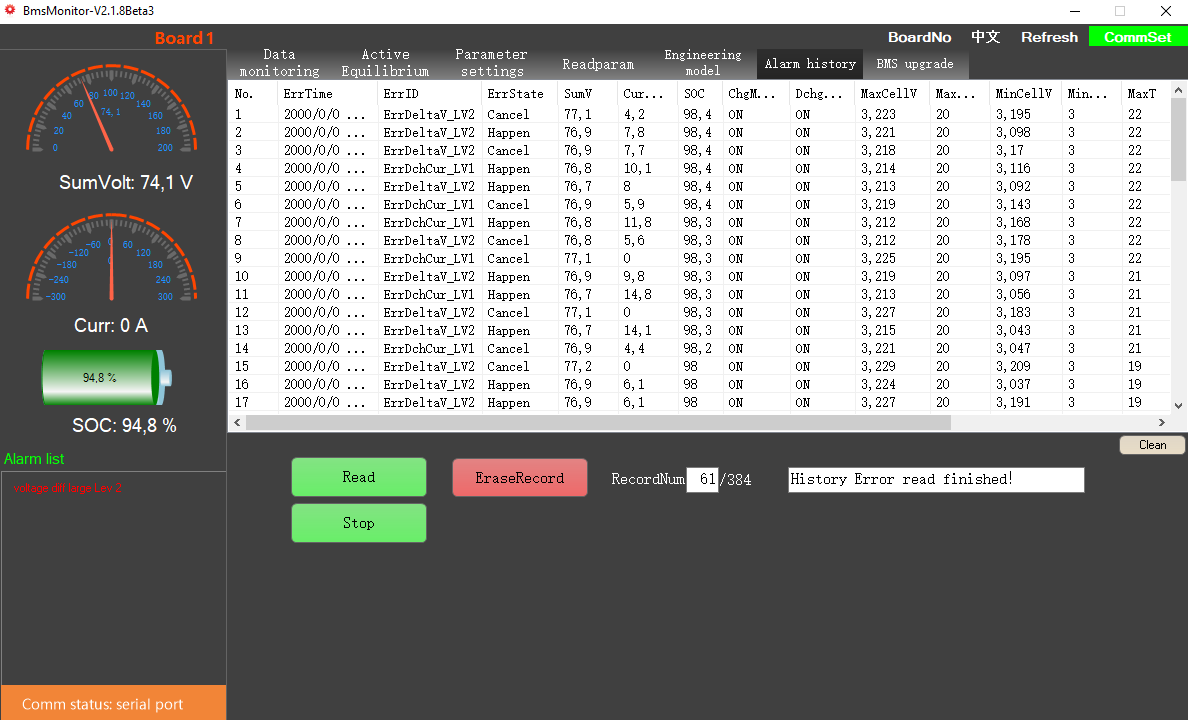 BmsMonitor-V2.1.8Beta3
Board 1
BoardNo 中文 Refresh CommSet
Data monitoring Active Equilibrium Parameter settings Readparam Engineering model Alarm history BMS upgrade
0 20 40 60 80 100 120 140 160 180 200
74,1
SumVolt: 74,1 V
-300 -240 -180 -120 -60 0 60 120 180 240 300
0
Curr: 0 A
94,8 %
SOC: 94,8 %
Alarm list
Voltage diff large Lev 2
Comm status: serial port
No. ErrTime ErrID ErrState SumV Cur... SOC ChgM... Dchg... MaxCellV Max... MinCellV Min... MaxT
1 2000/0/0 ... ErrDeltaV_LV2 Cancel 77,1 4,2 98,4 ON ON 3,223 20 3,195 3 22
2 2000/0/0 ... ErrDeltaV_LV2 Happen 76,9 7,8 98,4 ON ON 3,221 20 3,098 3 22
3 2000/0/0 ... ErrDeltaV_LV2 Cancel 76,9 7,7 98,4 ON ON 3,218 20 3,17 3 22
4 2000/0/0 ... ErrDchCur_LV1 Happen 76,8 10,1 98,4 ON ON 3,214 20 3,116 3 22
5 2000/0/0 ... ErrDeltaV_LV2 Happen 76,7 8 98,4 ON ON 3,213 20 3,092 3 22
6 2000/0/0 ... ErrDchCur_LV1 Cancel 76,9 5,9 98,4 ON ON 3,219 20 3,143 3 22
7 2000/0/0 ... ErrDchCur_LV1 Happen 76,8 11,8 98,3 ON ON 3,212 20 3,168 3 22
8 2000/0/0 ... ErrDeltaV_LV2 Cancel 76,8 5,6 98,3 ON ON 3,212 20 3,178 3 22
9 2000/0/0 ... ErrDchCur_LV1 Cancel 77,1 0 98,3 ON ON 3,225 20 3,195 3 22
10 2000/0/0 ... ErrDeltaV_LV2 Happen 76,9 9,8 98,3 ON ON 3,219 20 3,097 3 21
11 2000/0/0 ... ErrDchCur_LV1 Happen 76,7 14,8 98,3 ON ON 3,213 20 3,056 3 21
12 2000/0/0 ... ErrDeltaV_LV2 Cancel 77,1 0 98,3 ON ON 3,227 20 3,183 3 21
13 2000/0/0 ... ErrDeltaV_LV2 Happen 76,7 14,1 98,3 ON ON 3,215 20 3,043 3 21
14 2000/0/0 ... ErrDchCur_LV1 Cancel 76,9 4,4 98,2 ON ON 3,221 20 3,047 3 21
15 2000/0/0 ... ErrDeltaV_LV2 Cancel 77,2 0 98 ON ON 3,229 20 3,209 3 19
16 2000/0/0 ... ErrDeltaV_LV2 Happen 76,9 6,1 98 ON ON 3,224 20 3,037 3 19
17 2000/0/0 ... ErrDeltaV_LV2 Happen 76,9 6,1 98 ON ON 3,227 20 3,191 3 19
Clean
Read EraseRecord RecordNum 61/384 History Error read finished!
Stop